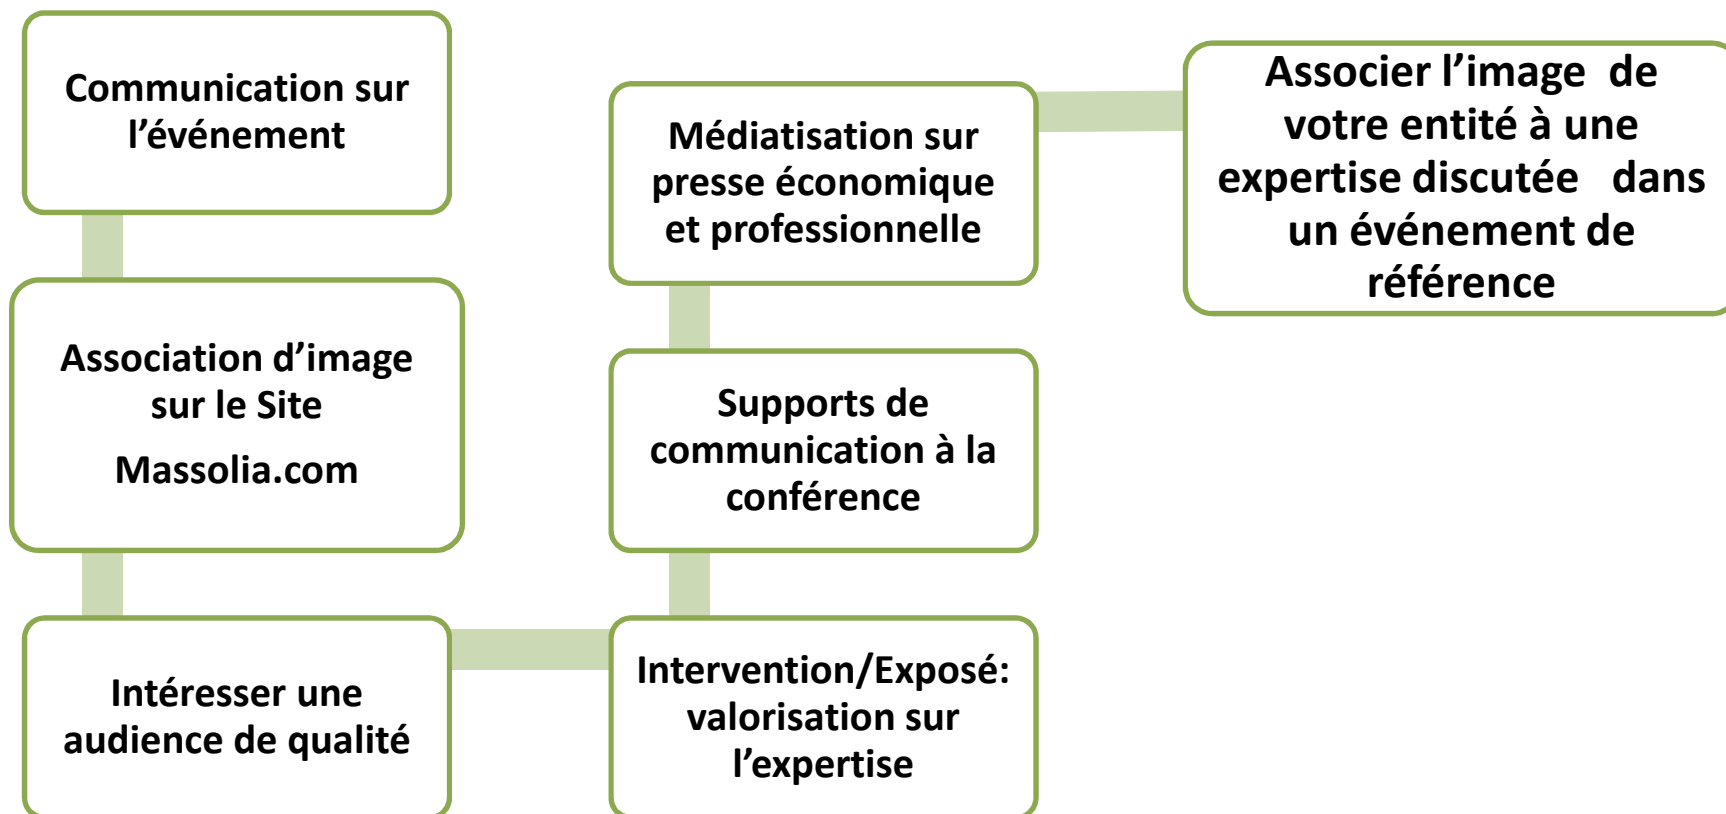 Communication sur
l’événement
Association d’image
sur le Site
Massolia.com
Intéresser une
audience de qualité
Intervention/Exposé:
valorisation sur
l’expertise
Supports de
communication à la
conférence
Médiatisation sur
presse économique
et professionnelle
Associer l’image de
votre entité à une
expertise discutée dans
un événement de
référence